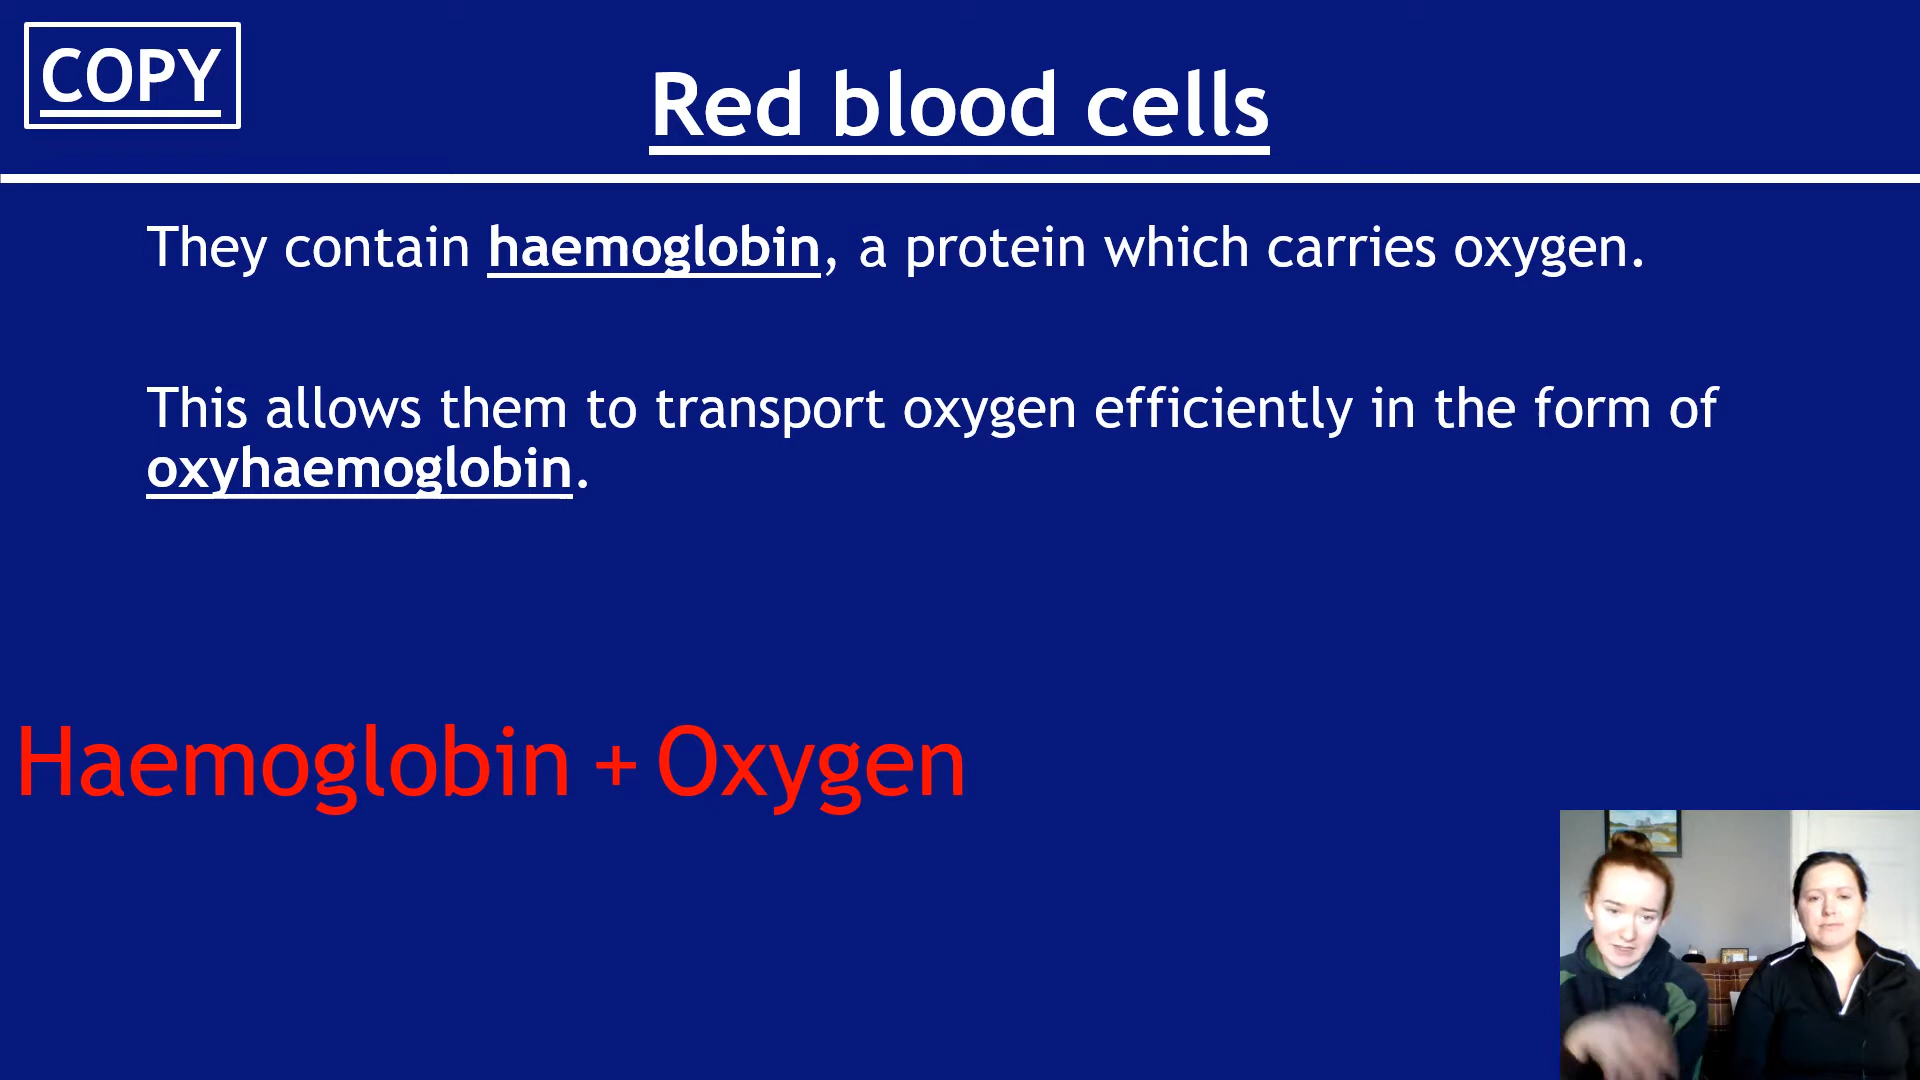 COPY
Red blood cells
They contain haemoglobin, a protein which carries oxygen.
This allows them to transport oxygen efficiently in the form of
oxyhaemoglobin.
Haemoglobin + Oxygen